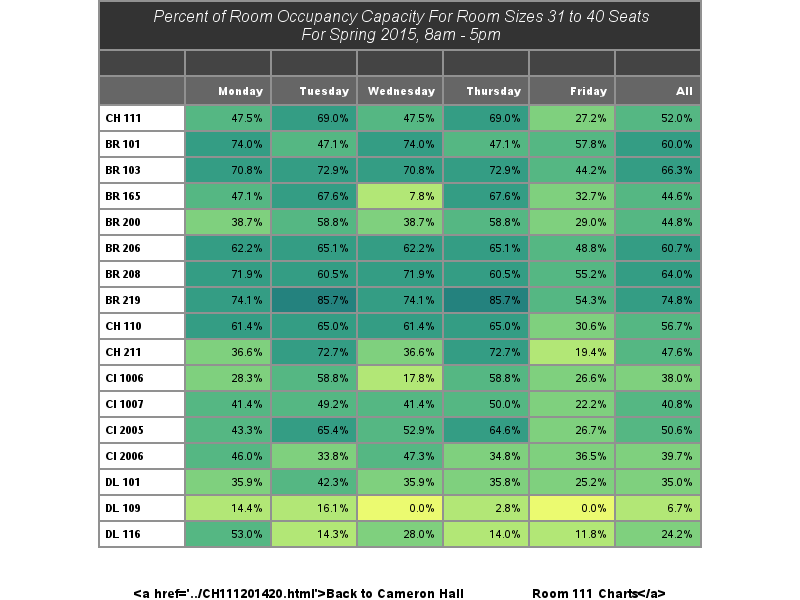 Percent of Room Occupancy Capacity For Room Sizes 31 to 40 Seats
For Spring 2015, 8am - 5pm
Monday Tuesday Wednesday Thursday Friday All
CH 111 47.5% 69.0% 47.5% 69.0% 27.2% 52.0%
BR 101 74.0% 47.1% 74.0% 47.1% 57.8% 60.0%
BR 103 70.8% 72.9% 70.8% 72.9% 44.2% 66.3%
BR 165 47.1% 67.6% 7.8% 67.6% 32.7% 44.6%
BR 200 38.7% 58.8% 38.7% 58.8% 29.0% 44.8%
BR 206 62.2% 65.1% 62.2% 65.1% 48.8% 60.7%
BR 208 71.9% 60.5% 71.9% 60.5% 55.2% 64.0%
BR 219 74.1% 85.7% 74.1% 85.7% 54.3% 74.8%
CH 110 61.4% 65.0% 61.4% 65.0% 30.6% 56.7%
CH 211 36.6% 72.7% 36.6% 72.7% 19.4% 47.6%
CI 1006 28.3% 58.8% 17.8% 58.8% 26.6% 38.0%
CI 1007 41.4% 49.2% 41.4% 50.0% 22.2% 40.8%
CI 2005 43.3% 65.4% 52.9% 64.6% 26.7% 50.6%
CI 2006 46.0% 33.8% 47.3% 34.8% 36.5% 39.7%
DL 101 35.9% 42.3% 35.9% 35.8% 25.2% 35.0%
DL 109 14.4% 16.1% 0.0% 2.8% 0.0% 6.7%
DL 116 53.0% 14.3% 28.0% 14.0% 11.8% 24.2%
<a href='../CH111201420.html'>Back to Cameron Hall Room 111 Charts</a>